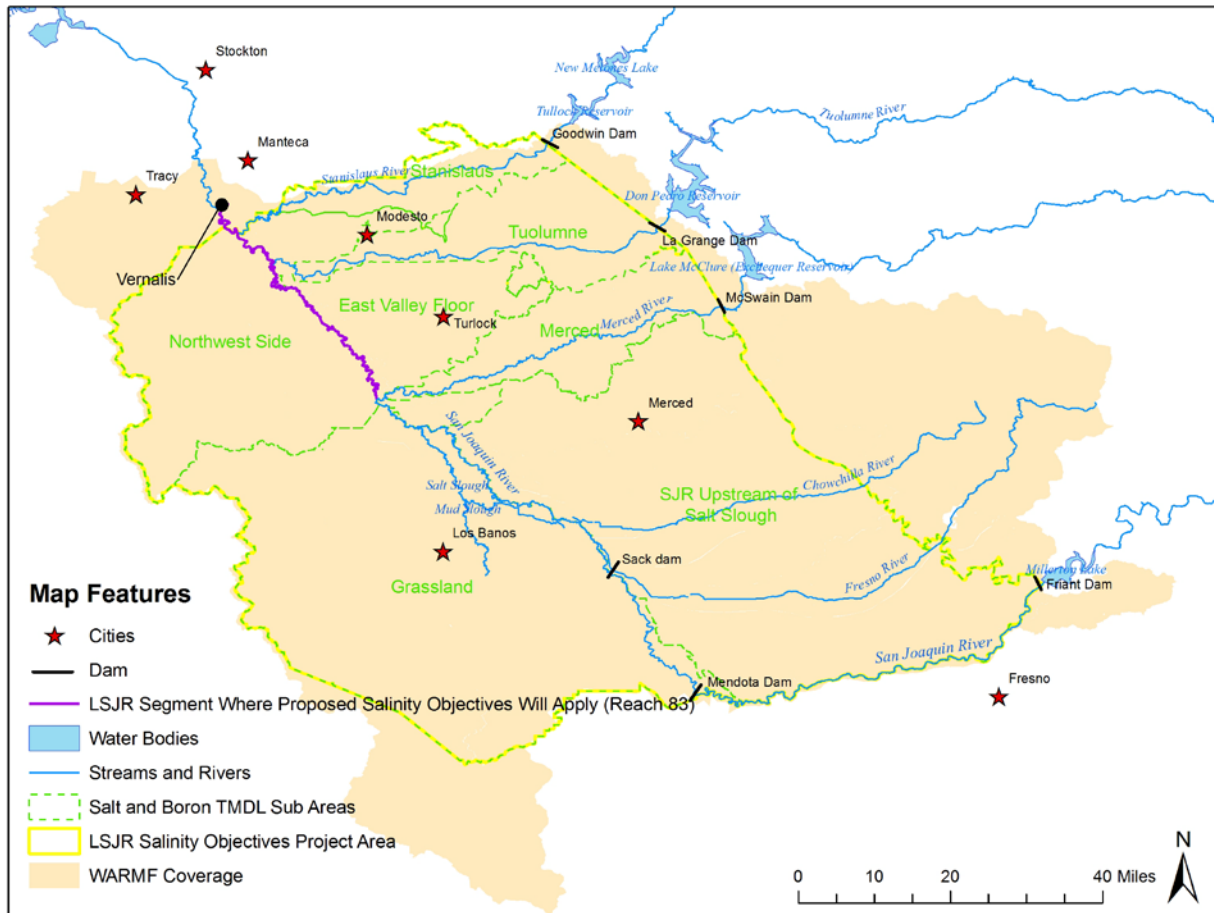 Stockton
New Melones Lake
Tulloch Reservoir
Tuolumne River
Goodwin Dam
Manteca
Tracy
Stanislaus River
Stanislaus
Don Pedro Reservoir
Modesto
Tuolumne
La Grange Dam
Vernalis
Lake McClure (Exchequer Reservoir)
McSwain Dam
East Valley Floor
Turlock
Merced River
Merced
Northwest Side
Merced
San Joaquin River
Salt Slough
Mud Slough
Chowchilla River
SJR Upstream of
Salt Slough
Los Banos
Sack dam
Grassland
Fresno River
Millerton Lake
Friant Dam
San Joaquin River
Mendota Dam
Fresno
Map Features
Cities
Dam
LSJR Segment Where Proposed Salinity Objectives Will Apply (Reach 83)
Water Bodies
Streams and Rivers
Salt and Boron TMDL Sub Areas
LSJR Salinity Objectives Project Area
WARMF Coverage
N
0 10 20 40 Miles